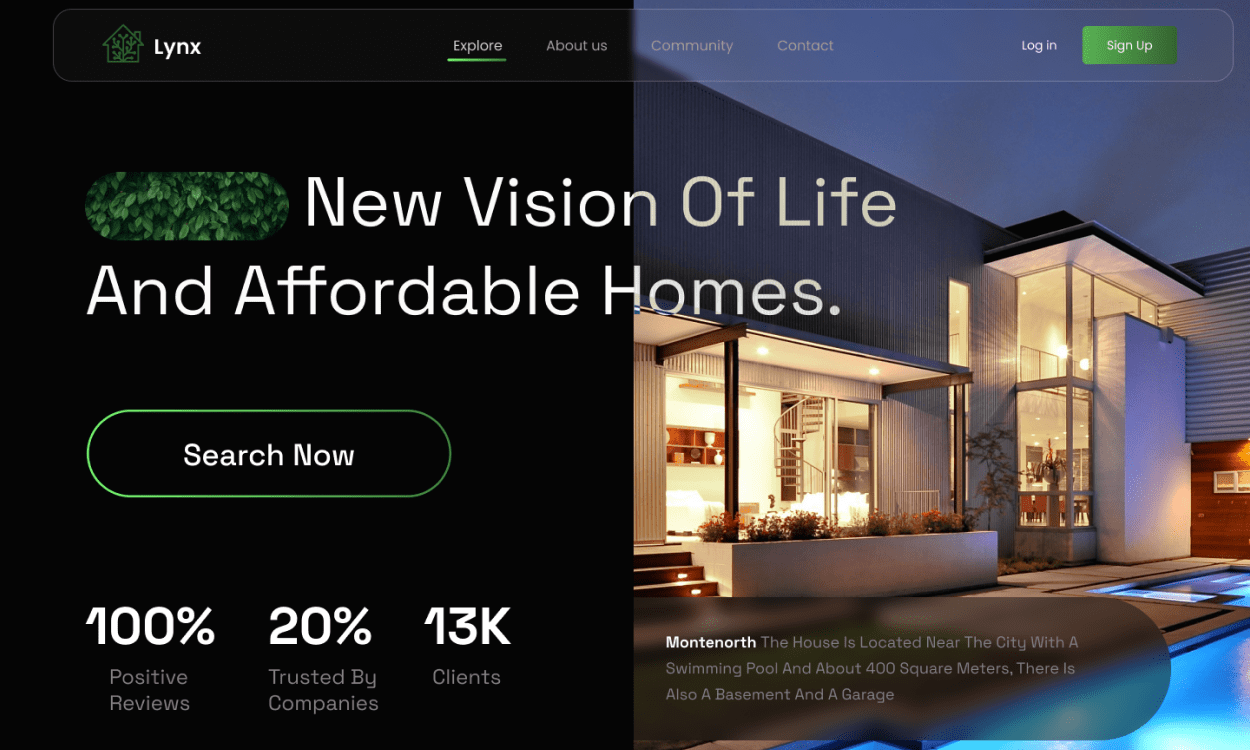 Lynx
Explore
About us
Community
Contact
Log in
Sign Up
New Vision Of Life
And Affordable Homes.
Search Now
100%
Positive
Reviews
20%
Trusted By
Companies
13K
Clients
Montenorth The House Is Located Near The City With A
Swimming Pool And About 400 Square Meters, There Is
Also A Basement And A Garage